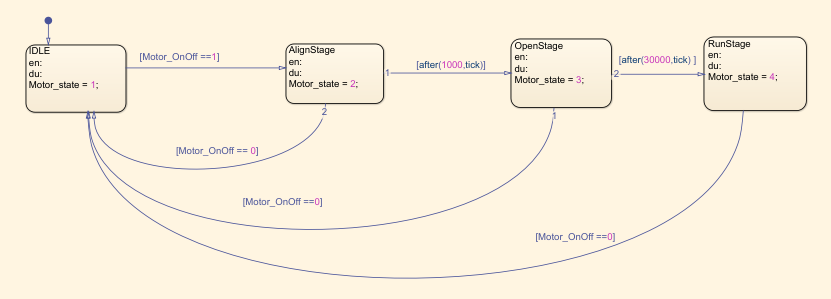 IDLE
en:
du:
Motor_state = 1;
[Motor_OnOff ==1]
AlignStage
en:
du:
Motor_state = 2;
1
[after(1000,tick)]
OpenStage
en:
du:
Motor_state = 3;
2
[after(30000,tick) ]
RunStage
en:
du:
Motor_state = 4;
2
1
[Motor_OnOff == 0]
[Motor_OnOff ==0]
[Motor_OnOff ==0]